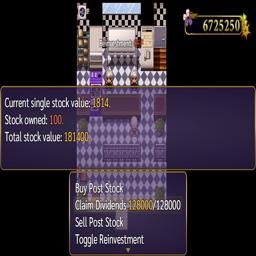 6725250
Reinvestment
Current single stock value: 1814.
Stock owned: 100.
Total stock value: 181400.
Buy Post Stock
Claim Dividends 128000/128000
Sell Post Stock
Toggle Reinvestment